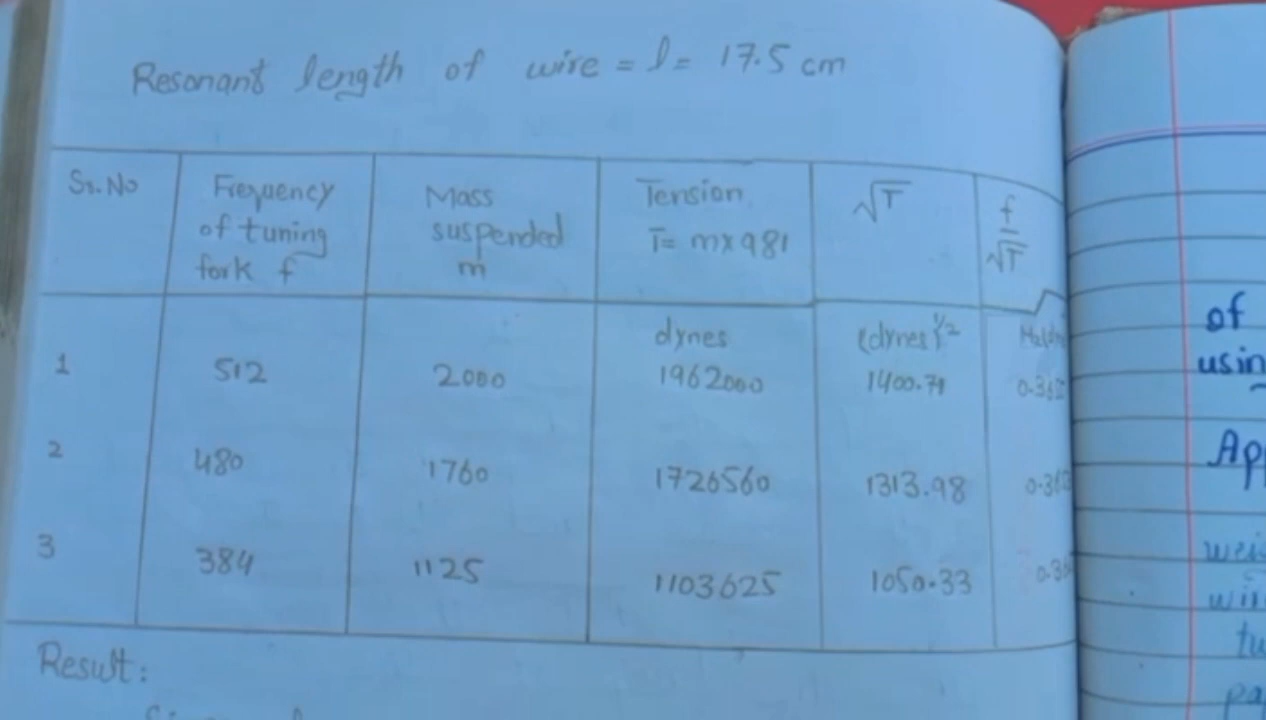 Resonant length of wire = l = 17.5 cm
Sr. No
Frequency
of tuning
fork f
Mass
suspended
m
Tension
T = m×981
√T
f
√T
dynes
(dynes)^1/2
1
512
2000
1962000
1400.71
2
480
1760
1726560
1313.98
3
384
1125
1103625
1050.33
Result:
of